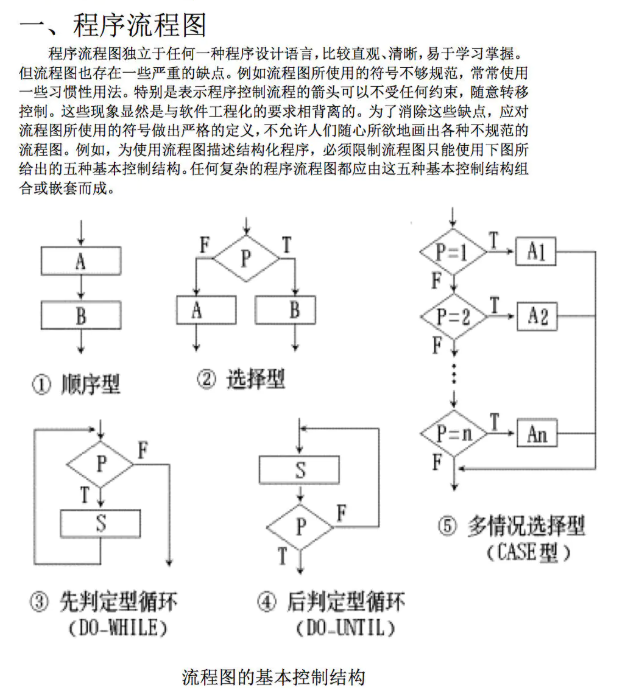 一、程序流程图
程序流程图独立于任何一种程序设计语言,比较直观、清晰,易于学习掌握。
但流程图也存在一些严重的缺点。例如流程图所使用的符号不够规范,常常使用
一些习惯性用法。特别是表示程序控制流程的箭头可以不受任何约束,随意转移
控制。这些现象显然是与软件工程化的要求相背离的。为了消除这些缺点,应对
流程图所使用的符号做出严格的定义,不允许人们随心所欲地画出各种不规范的
流程图。例如,为使用流程图描述结构化程序,必须限制流程图只能使用下图所
给出的五种基本控制结构。任何复杂的程序流程图都应由这五种基本控制结构组
合或嵌套而成。
A
B
① 顺序型
F
P
T
A
B
② 选择型
P=1
T
A1
F
P=2
T
A2
F
⋮
P=n
T
An
F
⑤ 多情况选择型
(CASE型)
P
F
T
S
③ 先判定型循环
(DO-WHILE)
S
P
F
T
④ 后判定型循环
(DO-UNTIL)
流程图的基本控制结构